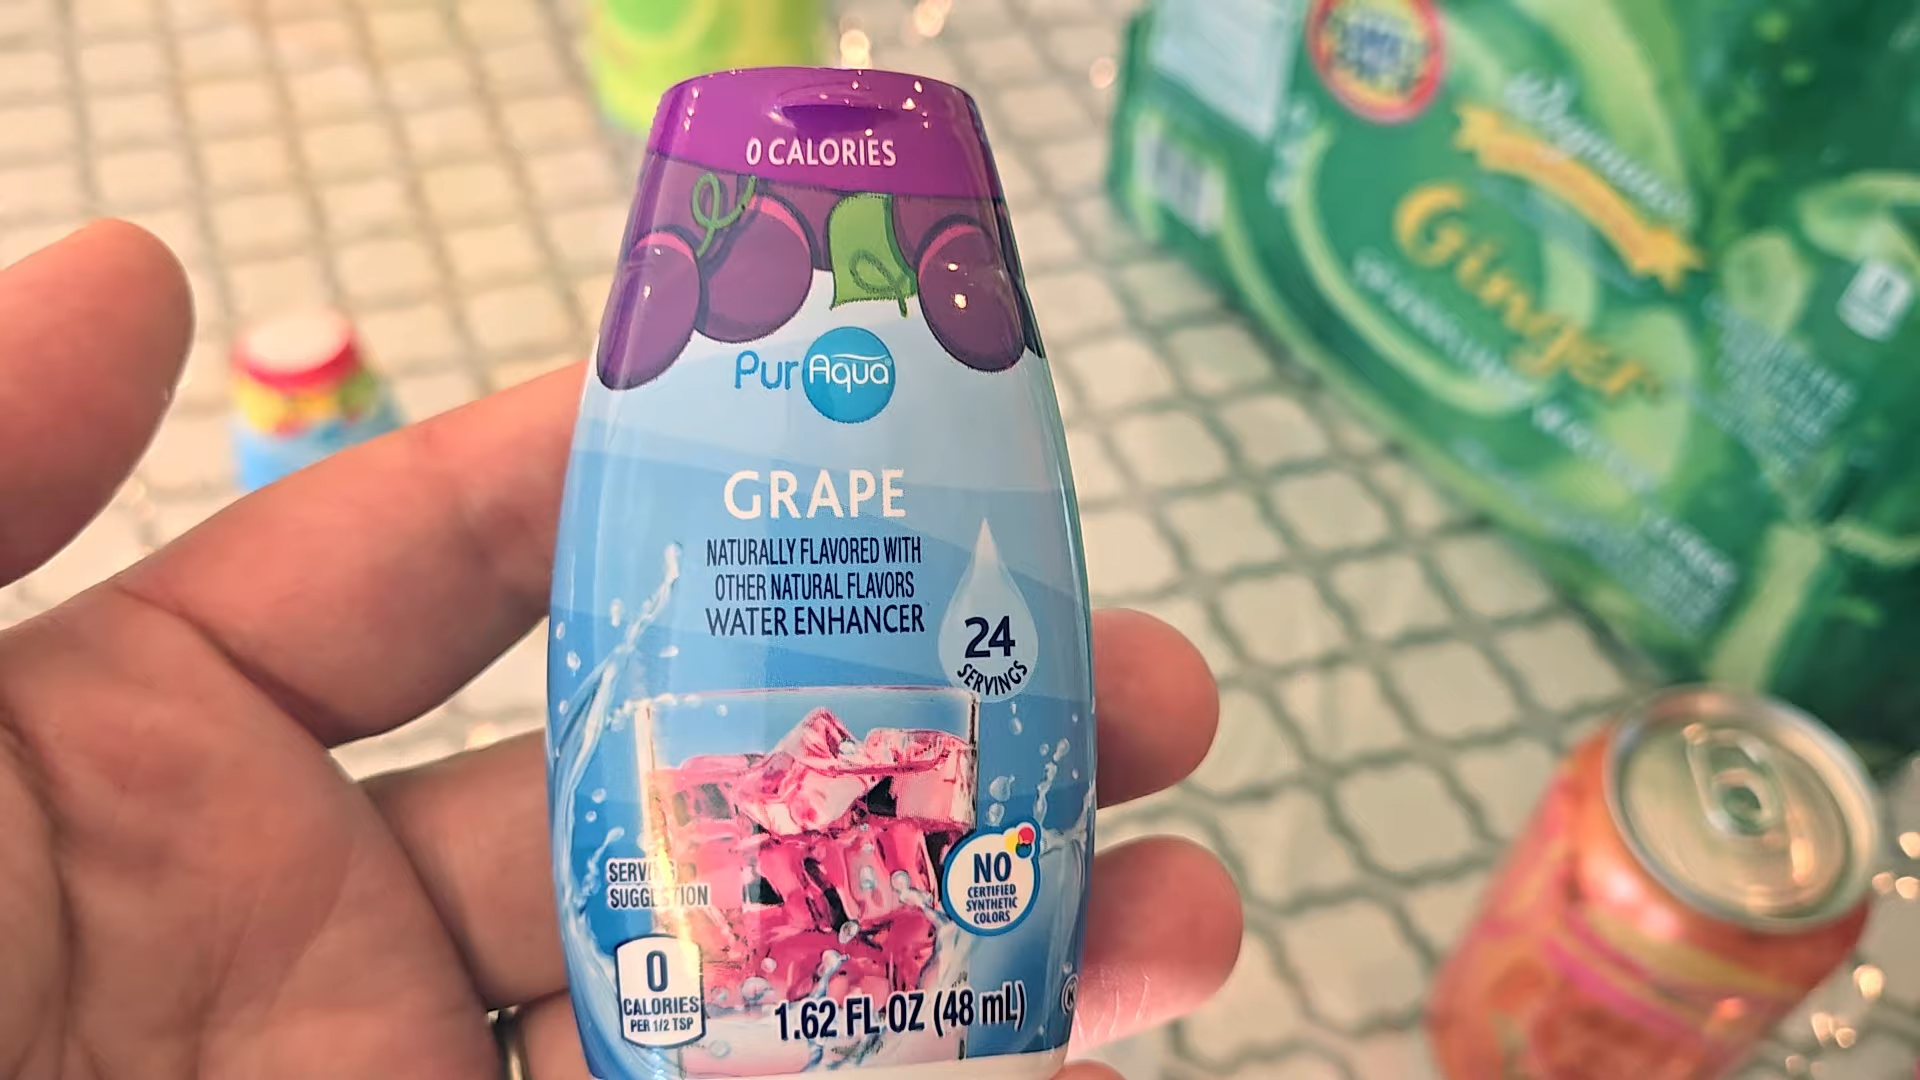 0 CALORIES
PurAqua
GRAPE
NATURALLY FLAVORED WITH
OTHER NATURAL FLAVORS
WATER ENHANCER
24
SERVINGS
SERVING
SUGGESTION
NO
CERTIFIED
SYNTHETIC
COLORS
0
CALORIES
PER 1/2 TSP
1.62 FL OZ (48 mL)
K
Ginger